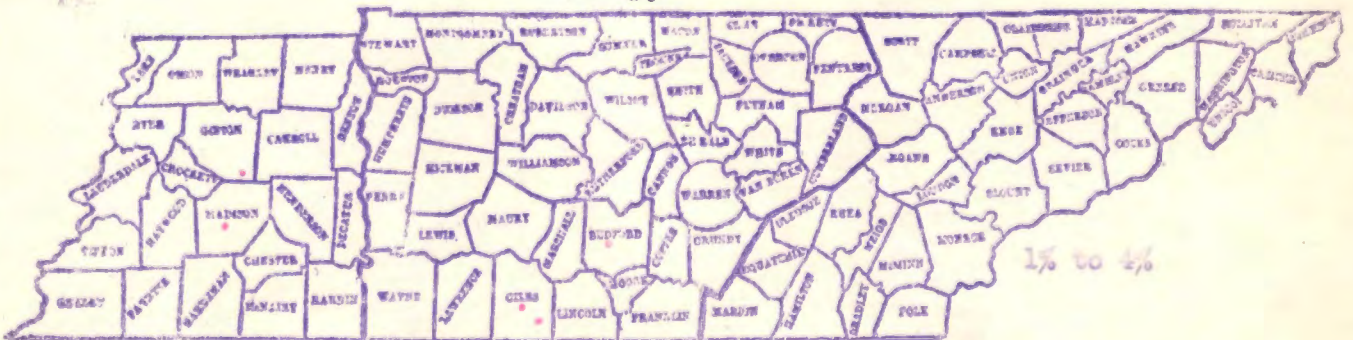 STEWART
MONTGOMERY
ROBERTSON
SUMNER
MACON
CLAY
PICKETT
SCOTT
CAMPBELL
CLAIBORNE
HANCOCK
HAWKINS
SULLIVAN
LAKE
OBION
WEAKLEY
HENRY
HOUSTON
CHEATHAM
TROUSDALE
JACKSON
OVERTON
FENTRESS
UNION
GRAINGER
HAMBLEN
GREENE
WASHINGTON
CARTER
UNICOI
DYER
GIBSON
CARROLL
BENTON
HUMPHREYS
DICKSON
DAVIDSON
WILSON
SMITH
PUTNAM
MORGAN
ANDERSON
KNOX
JEFFERSON
COCKE
LAUDERDALE
CROCKETT
HICKMAN
WILLIAMSON
RUTHERFORD
CANNON
DE KALB
WHITE
CUMBERLAND
ROANE
LOUDON
BLOUNT
SEVIER
HAYWOOD
MADISON
HENDERSON
DECATUR
PERRY
LEWIS
MAURY
MARSHALL
BEDFORD
COFFEE
WARREN
VAN BUREN
BLEDSOE
RHEA
MEIGS
MONROE
TIPTON
CHESTER
GRUNDY
SEQUATCHIE
McMINN
1% to 4%
SHELBY
FAYETTE
HARDEMAN
McNAIRY
HARDIN
WAYNE
LAWRENCE
GILES
LINCOLN
MOORE
FRANKLIN
MARION
HAMILTON
BRADLEY
POLK